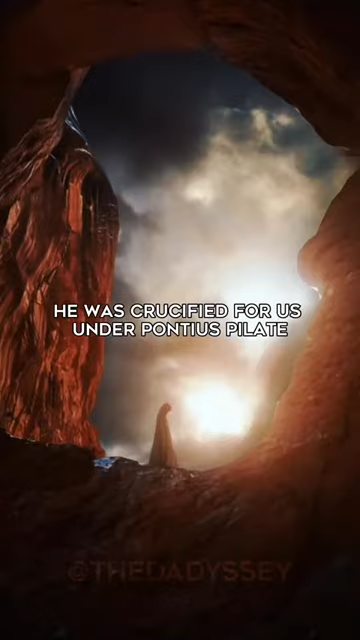 HE WAS CRUCIFIED FOR US
UNDER PONTIUS PILATE
@THEDADYSSEY